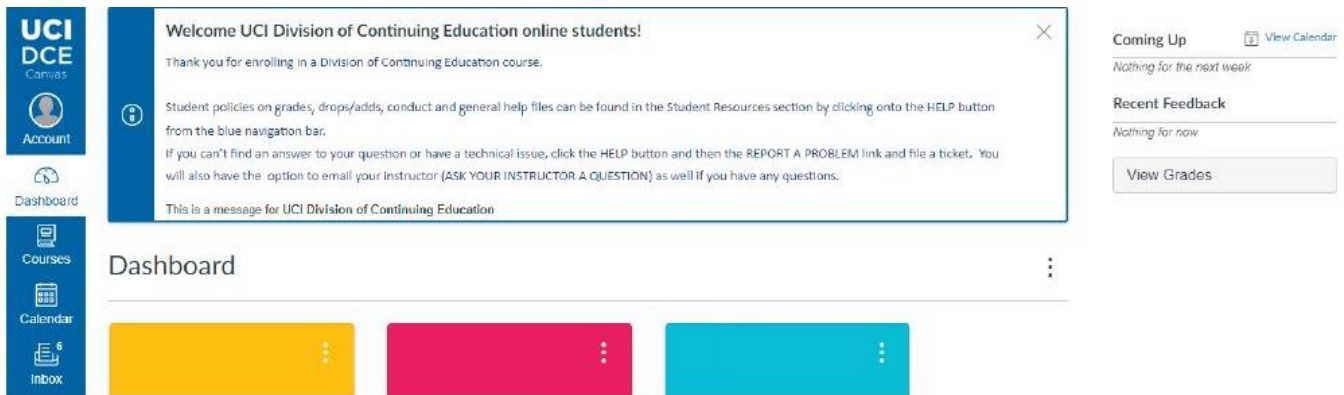 UCI
DCE
Canvas
Account
Dashboard
Courses
Calendar
6
Inbox
Welcome UCI Division of Continuing Education online students!
Thank you for enrolling in a Division of Continuing Education course.
Student policies on grades, drops/adds, conduct and general help files can be found in the Student Resources section by clicking onto the HELP button
from the blue navigation bar.
If you can't find an answer to your question or have a technical issue, click the HELP button and then the REPORT A PROBLEM link and file a ticket. You
will also have the option to email your instructor (ASK YOUR INSTRUCTOR A QUESTION) as well if you have any questions.
This is a message for UCI Division of Continuing Education
Dashboard
Coming Up
View Calendar
Nothing for the next week
Recent Feedback
Nothing for now
View Grades